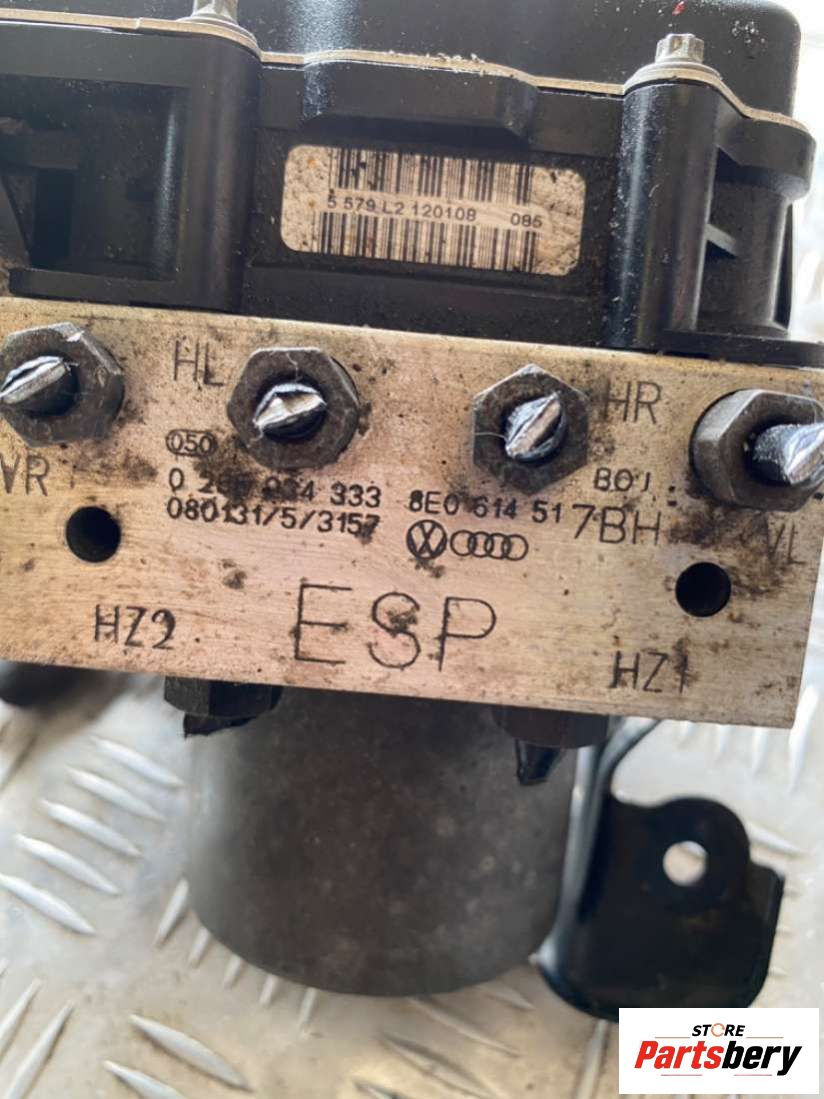 5 579 L2 120108 085
HL
HR
VR
050
B01
0 265 934 333 8E0 614 517BH
080131/5/3157
VL
HZ2
ESP
HZ1
STORE
Partsbery